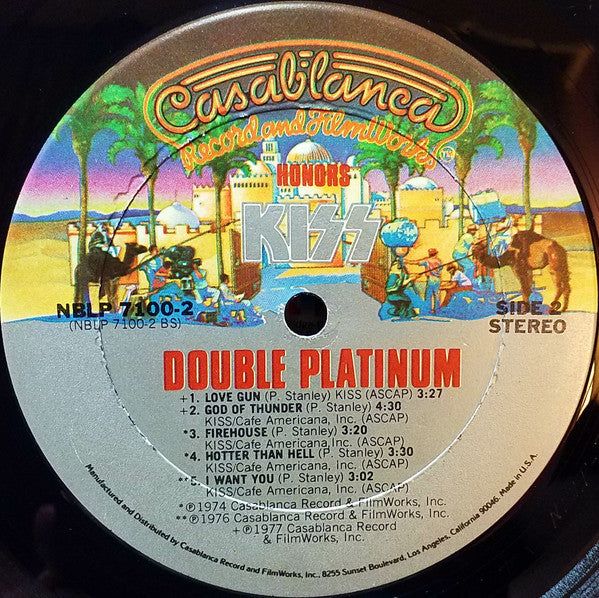 Casablanca
Record and FilmWorks
TM
HONORS
KISS
NBLP 7100-2
(NBLP 7100-2 BS)
SIDE 2
STEREO
DOUBLE PLATINUM
+1. LOVE GUN (P. Stanley) KISS (ASCAP) 3:27
+2. GOD OF THUNDER (P. Stanley) 4:30
KISS/Cafe Americana, Inc. (ASCAP)
*3. FIREHOUSE (P. Stanley) 3:20
KISS/Cafe Americana, Inc. (ASCAP)
*4. HOTTER THAN HELL (P. Stanley) 3:30
KISS/Cafe Americana, Inc. (ASCAP)
**5. I WANT YOU (P. Stanley) 3:02
KISS/Cafe Americana, Inc. (ASCAP)
*℗1974 Casablanca Record & FilmWorks, Inc.
**℗1976 Casablanca Record & FilmWorks, Inc.
+℗1977 Casablanca Record
& FilmWorks, Inc.
Manufactured and Distributed by Casablanca Record and FilmWorks, Inc., 8255 Sunset Boulevard, Los Angeles, California 90046. Made in U.S.A.